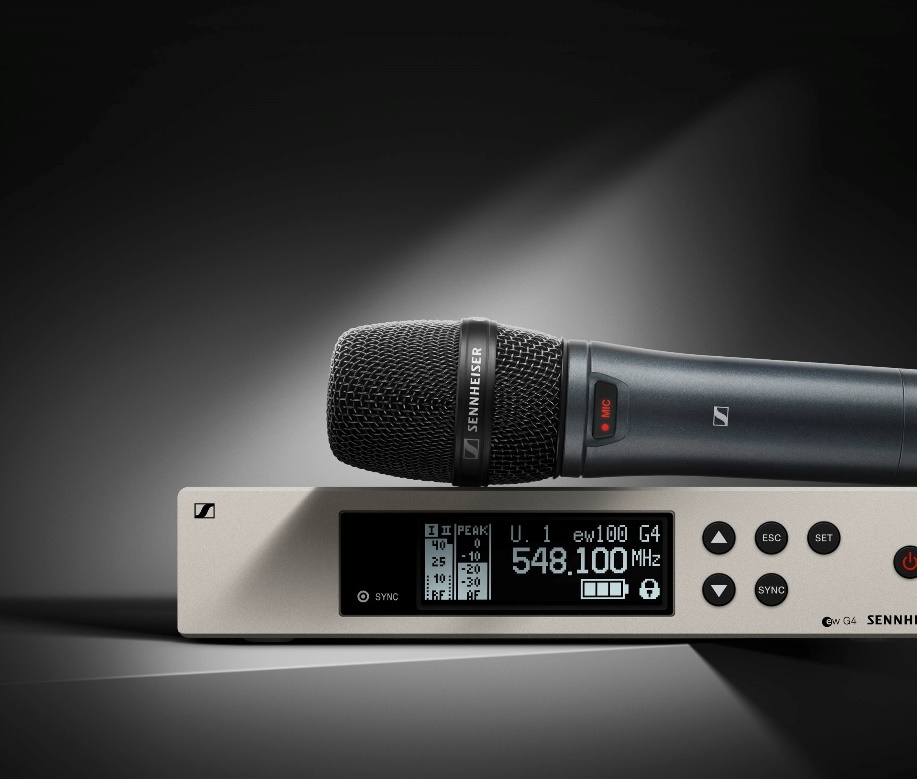 SENNHEISER
MIC
I II PEAK
40 0
25 -10
10 -20
-30
RF AF
U. 1 ew100 G4
548.100 MHz
SYNC
ESC
SET
SYNC
ew G4 SENNHE